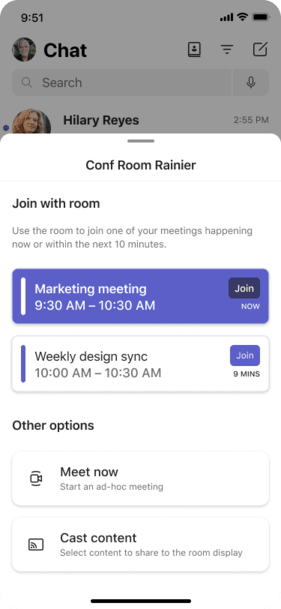 9:51
Chat
Search
Hilary Reyes
2:55 PM
Conf Room Rainier
Join with room
Use the room to join one of your meetings happening
now or within the next 10 minutes.
Marketing meeting
Join
9:30 AM – 10:30 AM
NOW
Weekly design sync
Join
10:00 AM – 10:30 AM
9 MINS
Other options
Meet now
Start an ad-hoc meeting
Cast content
Select content to share to the room display